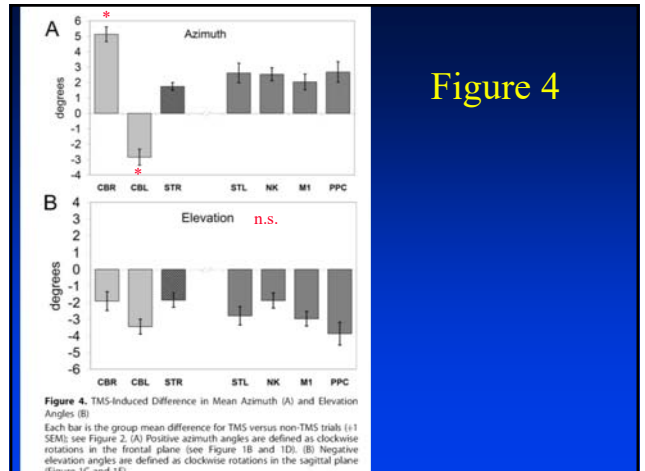 A
Azimuth
*
6
5
4
3
2
1
0
-1
-2
-3
-4
degrees
*
CBR CBL STR STL NK M1 PPC
Figure 4
B
Elevation n.s.
4
3
2
1
0
-1
-2
-3
-4
-5
-6
degrees
CBR CBL STR STL NK M1 PPC
Figure 4. TMS-Induced Difference in Mean Azimuth (A) and Elevation
Angles (B)
Each bar is the group mean difference for TMS versus non-TMS trials (±1
SEM); see Figure 2. (A) Positive azimuth angles are defined as clockwise
rotations in the frontal plane (see Figure 1B and 1D). (B) Negative
elevation angles are defined as clockwise rotations in the sagittal plane
(Figure 1C and 1E).